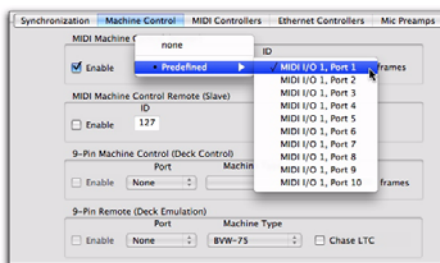 Synchronization Machine Control MIDI Controllers Ethernet Controllers Mic Preamps
MIDI Machine C
none
ID
Enable
• Predefined
✓ MIDI I/O 1, Port 1
frames
MIDI I/O 1, Port 2
MIDI I/O 1, Port 3
MIDI I/O 1, Port 4
MIDI I/O 1, Port 5
MIDI I/O 1, Port 6
MIDI I/O 1, Port 7
MIDI I/O 1, Port 8
MIDI I/O 1, Port 9
MIDI I/O 1, Port 10
MIDI Machine Control Remote (Slave)
ID
Enable 127
9-Pin Machine Control (Deck Control)
Port Machin
Enable None frames
9-Pin Remote (Deck Emulation)
Port Machine Type
Enable None BVW-75 Chase LTC